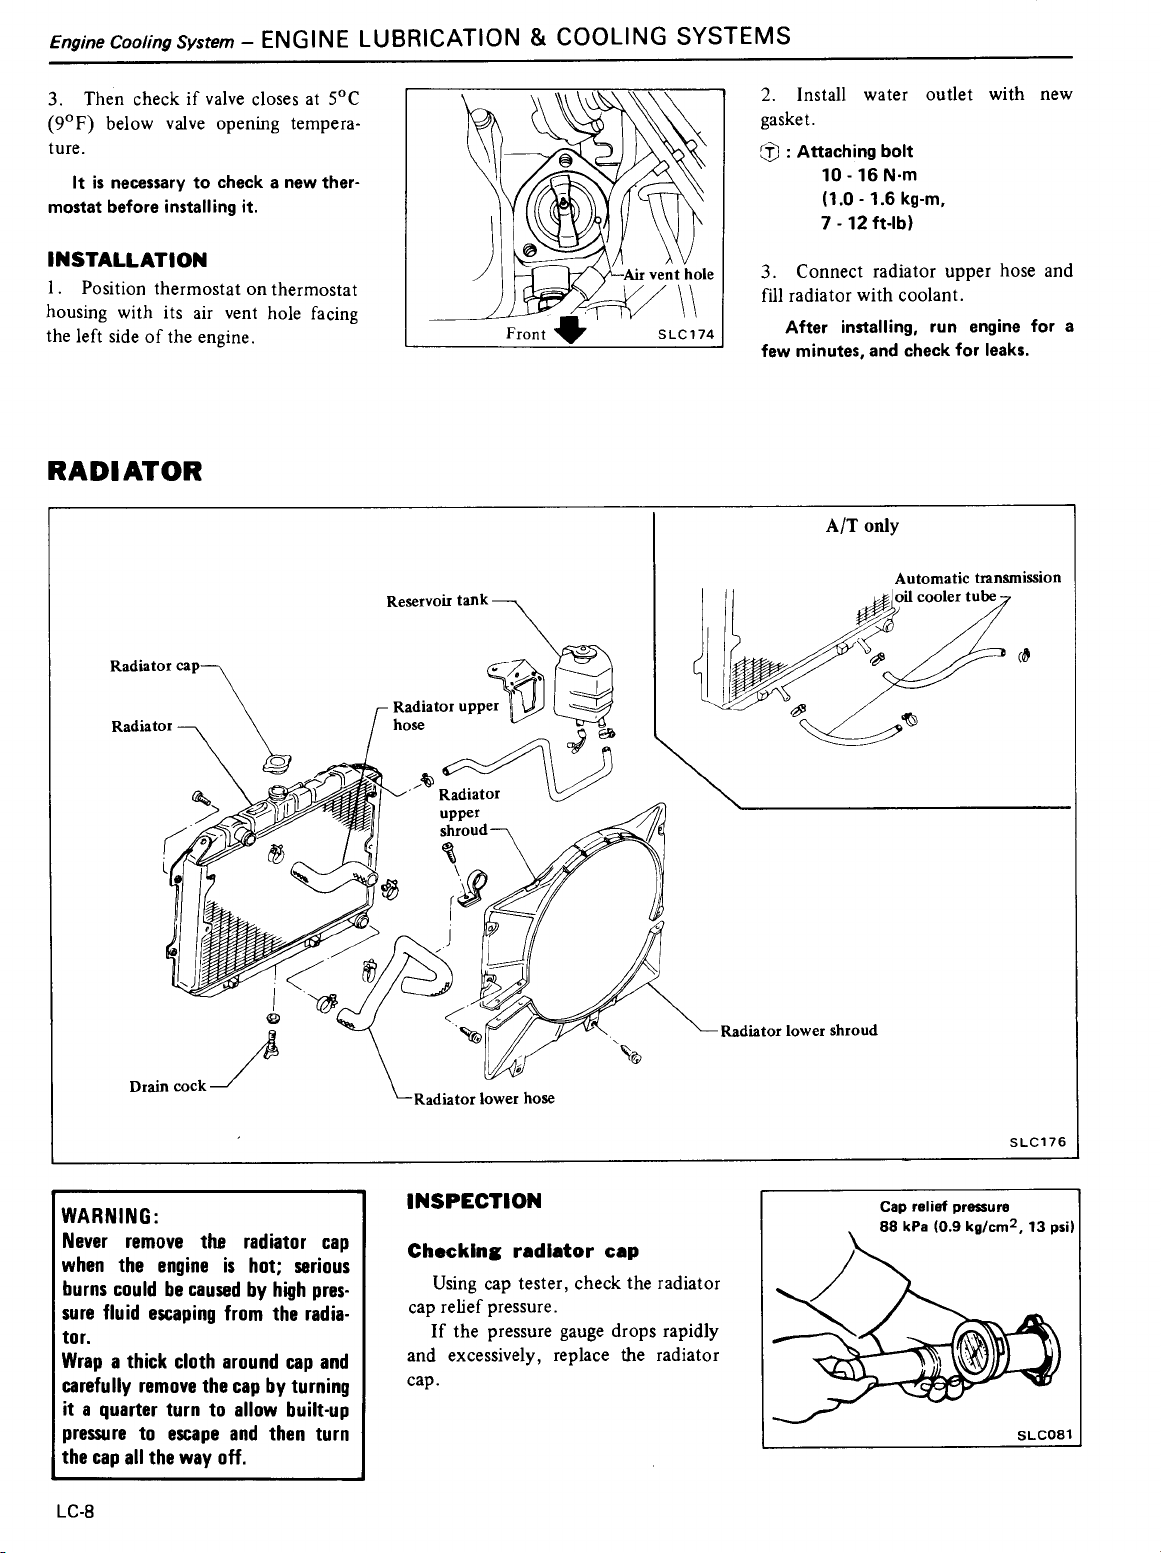 Engine Cooling System – ENGINE LUBRICATION & COOLING SYSTEMS
3. Then check if valve closes at 5°C
(9°F) below valve opening tempera-
ture.
It is necessary to check a new ther-
mostat before installing it.
INSTALLATION
1. Position thermostat on thermostat
housing with its air vent hole facing
the left side of the engine.
Air vent hole
Front
SLC174
2. Install water outlet with new
gasket.
Ⓣ : Attaching bolt
10 - 16 N·m
(1.0 - 1.6 kg-m,
7 - 12 ft-lb)
3. Connect radiator upper hose and
fill radiator with coolant.
After installing, run engine for a
few minutes, and check for leaks.
RADIATOR
A/T only
Automatic transmission
oil cooler tube
Reservoir tank
Radiator cap
Radiator upper
hose
Radiator
Radiator
upper
shroud
Radiator lower shroud
Drain cock
Radiator lower hose
SLC176
WARNING:
Never remove the radiator cap
when the engine is hot; serious
burns could be caused by high pres-
sure fluid escaping from the radia-
tor.
Wrap a thick cloth around cap and
carefully remove the cap by turning
it a quarter turn to allow built-up
pressure to escape and then turn
the cap all the way off.
INSPECTION
Checking radiator cap
Using cap tester, check the radiator
cap relief pressure.
If the pressure gauge drops rapidly
and excessively, replace the radiator
cap.
Cap relief pressure
88 kPa (0.9 kg/cm², 13 psi)
SLC081
LC-8